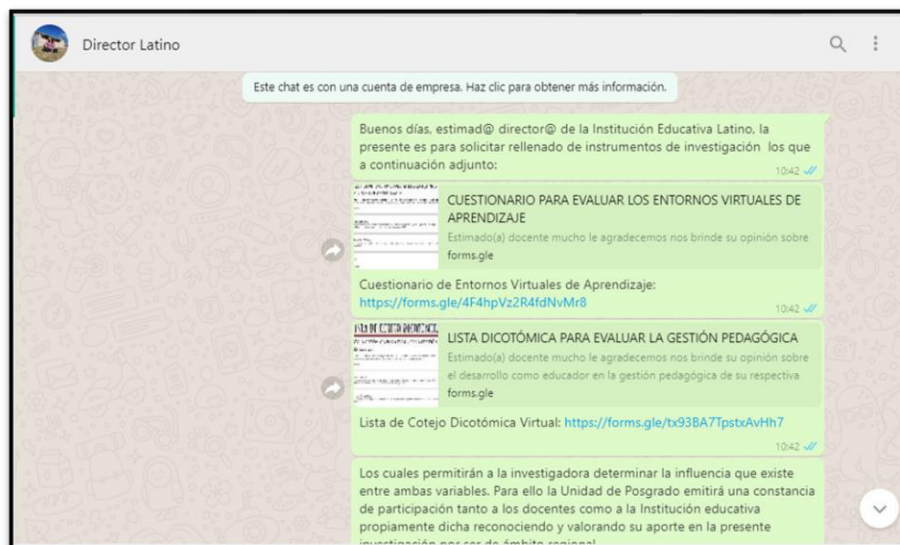 Director Latino
Este chat es con una cuenta de empresa. Haz clic para obtener más información.
Buenos días, estimad@ director@ de la Institución Educativa Latino, la
presente es para solicitar rellenado de instrumentos de investigación los que
a continuación adjunto:
10:42
CUESTIONARIO PARA EVALUAR LOS ENTORNOS VIRTUALES DE
APRENDIZAJE
Estimado(a) docente mucho le agradecemos nos brinde su opinión sobre
forms.gle
Cuestionario de Entornos Virtuales de Aprendizaje:
https://forms.gle/4F4hpVz2R4fdNvMr8
10:42
LISTA DICOTÓMICA PARA EVALUAR LA GESTIÓN PEDAGÓGICA
Estimado(a) docente mucho le agradecemos nos brinde su opinión sobre
el desarrollo como educador en la gestión pedagógica de su respectiva
forms.gle
Lista de Cotejo Dicotómica Virtual: https://forms.gle/tx93BA7TpstxAvHh7
10:42
Los cuales permitirán a la investigadora determinar la influencia que existe
entre ambas variables. Para ello la Unidad de Posgrado emitirá una constancia
de participación tanto a los docentes como a la Institución educativa
propiamente dicha reconociendo y valorando su aporte en la presente
investigación por ser de ámbito regional